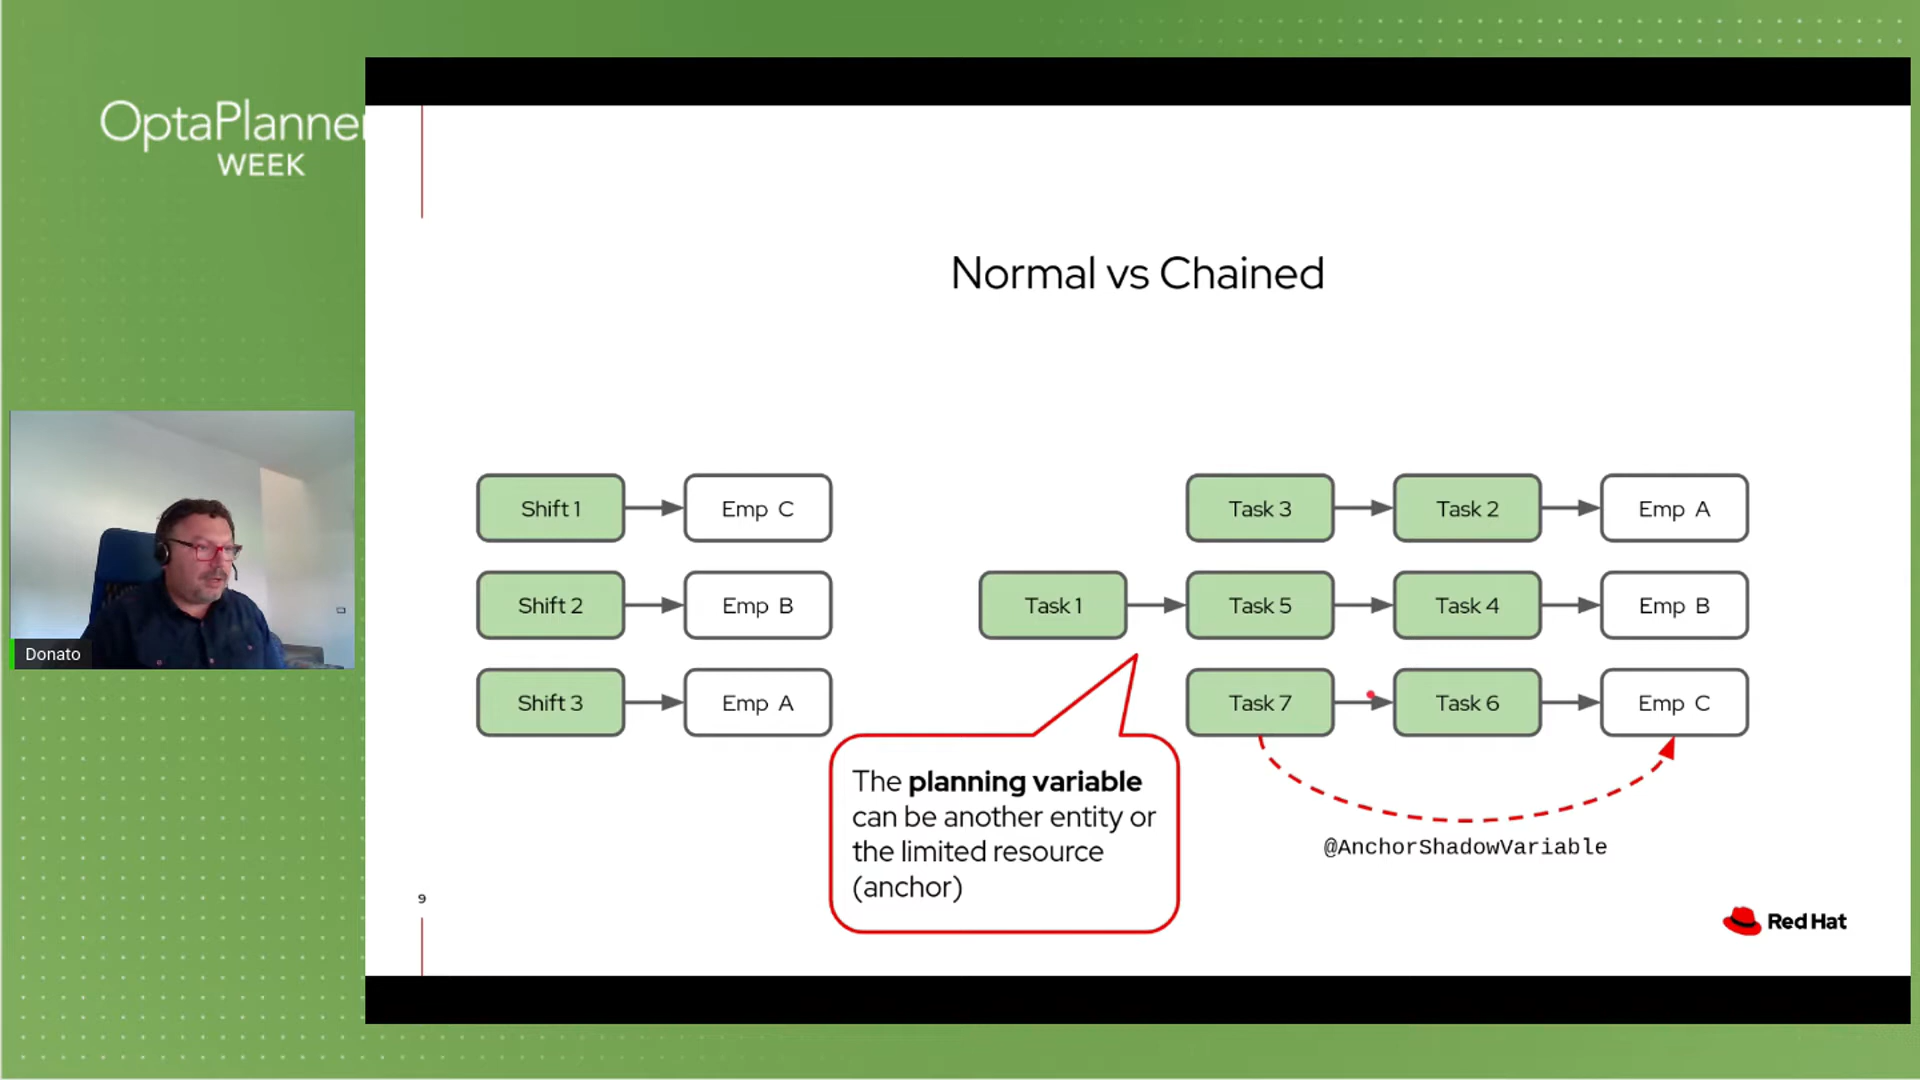 OptaPlanner
WEEK
Normal vs Chained
Shift 1
Emp C
Task 3
Task 2
Emp A
Shift 2
Emp B
Task 1
Task 5
Task 4
Emp B
Shift 3
Emp A
Task 7
Task 6
Emp C
Donato
The planning variable
can be another entity or
the limited resource
(anchor)
@AnchorShadowVariable
9
Red Hat